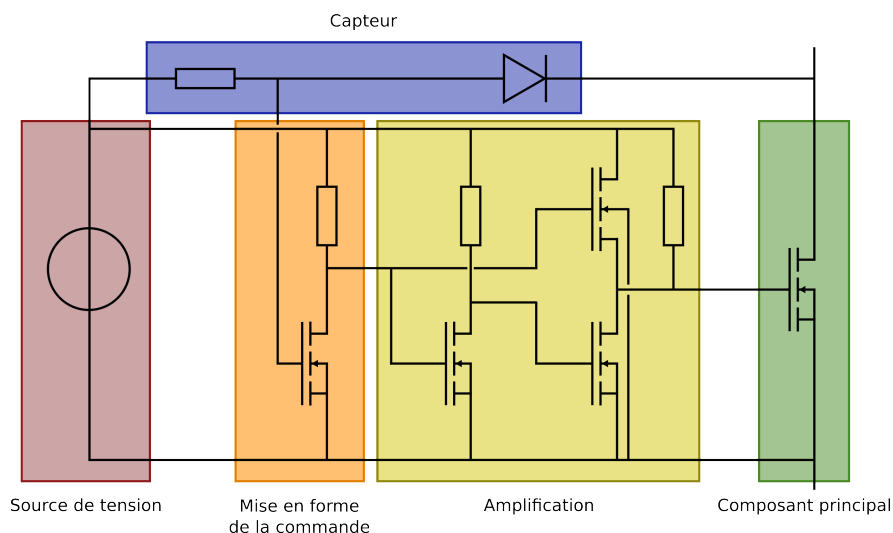 Capteur
Source de tension
Mise en forme
de la commande
Amplification
Composant principal